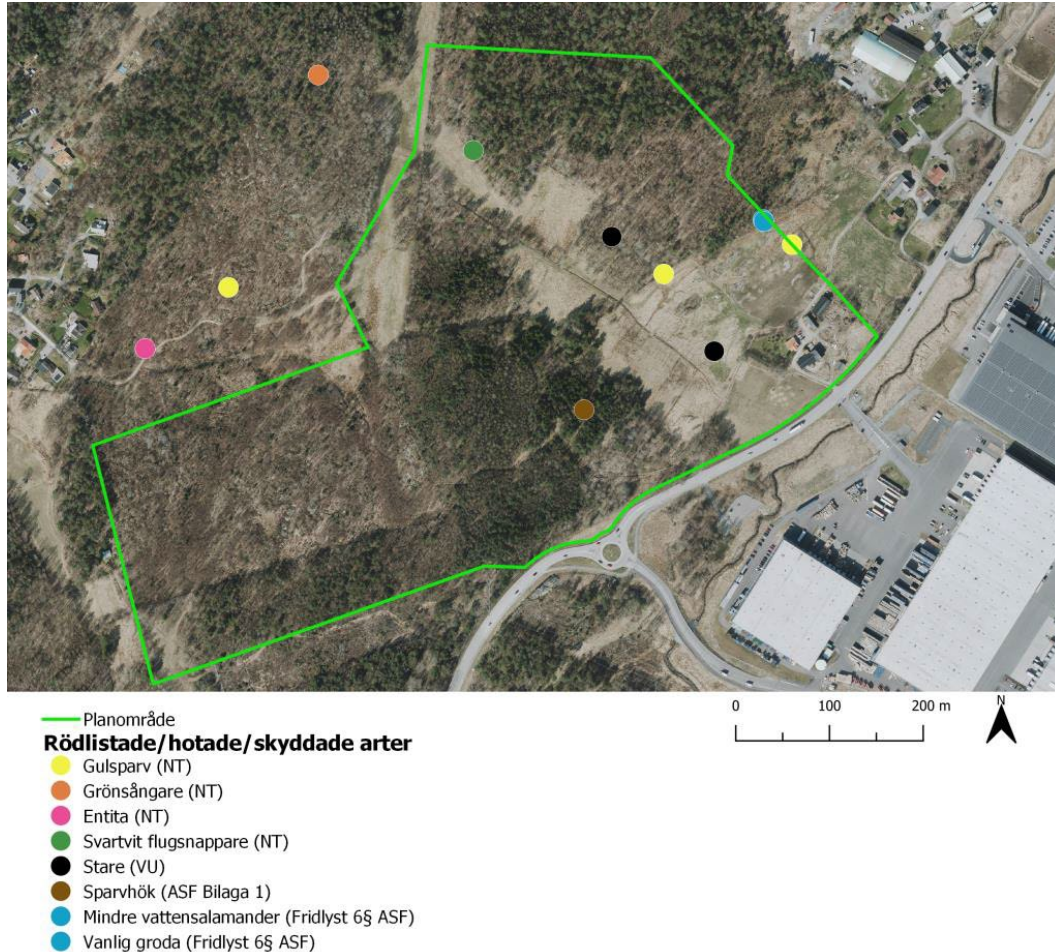 0 100 200 m
N
Planområde
Rödlistade/hotade/skyddade arter
Gulsparv (NT)
Grönsångare (NT)
Entita (NT)
Svartvit flugsnappare (NT)
Stare (VU)
Sparvhök (ASF Bilaga 1)
Mindre vattensalamander (Fridlyst 6§ ASF)
Vanlig groda (Fridlyst 6§ ASF)